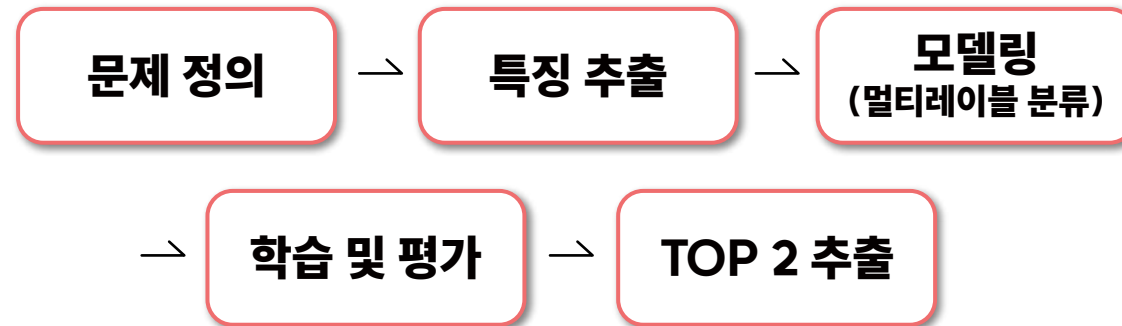 문제 정의
특징 추출
모델링
(멀티레이블 분류)
학습 및 평가
TOP 2 추출